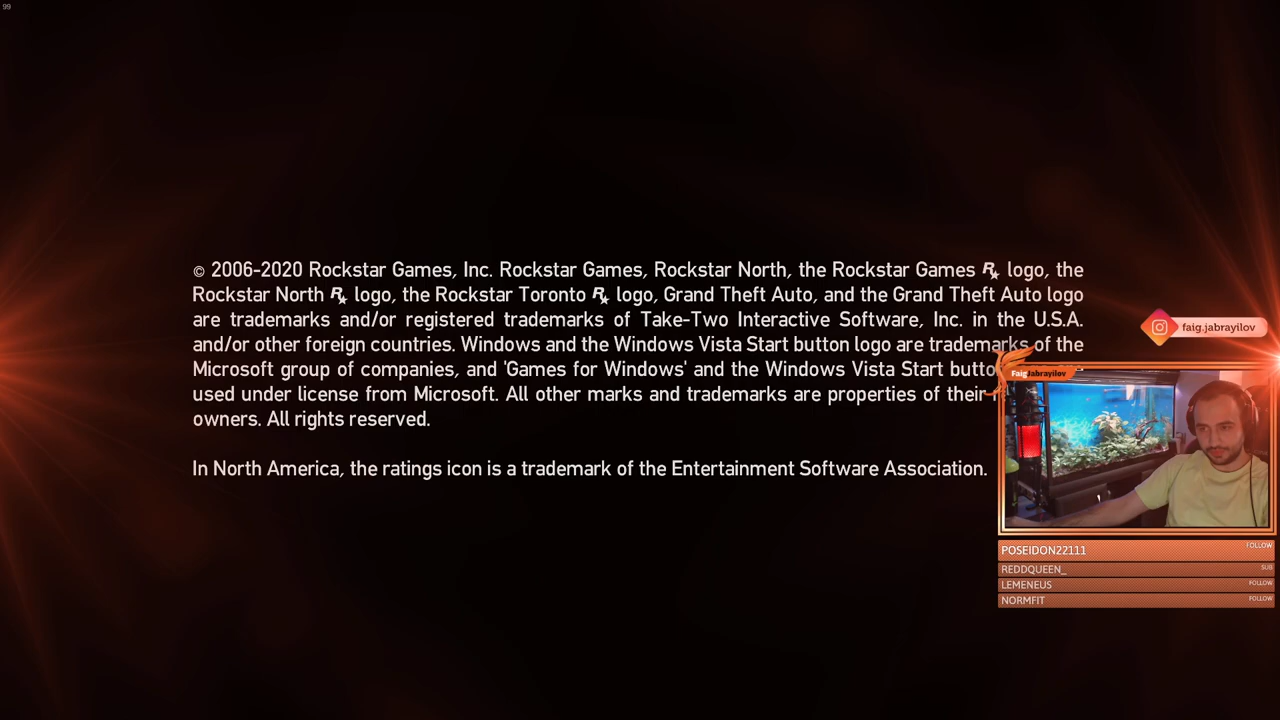 99
© 2006-2020 Rockstar Games, Inc. Rockstar Games, Rockstar North, the Rockstar Games R★ logo, the
Rockstar North R★ logo, the Rockstar Toronto R★ logo, Grand Theft Auto, and the Grand Theft Auto logo
are trademarks and/or registered trademarks of Take-Two Interactive Software, Inc. in the U.S.A.
and/or other foreign countries. Windows and the Windows Vista Start button logo are trademarks of the
Microsoft group of companies, and 'Games for Windows' and the Windows Vista Start
used under license from Microsoft. All other marks and trademarks are properties of their
owners. All rights reserved.
In North America, the ratings icon is a trademark of the Entertainment Software Association.
faig.jabrayilov
FaigJabrayilov
POSEIDON22111 FOLLOW
REDDQUEEN_ SUB
LEMENEUS FOLLOW
NORMFIT FOLLOW